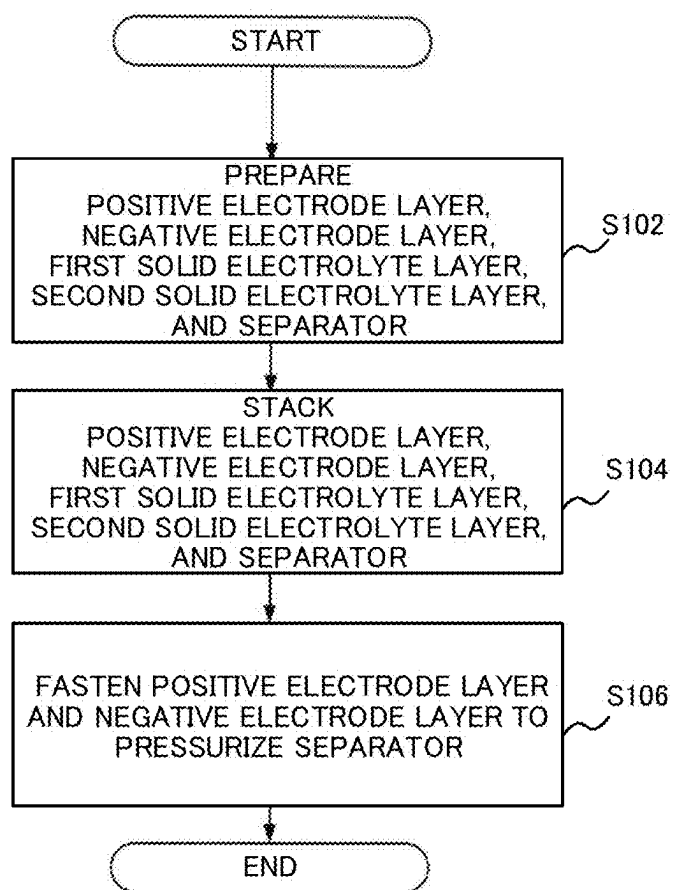 START
PREPARE
POSITIVE ELECTRODE LAYER,
NEGATIVE ELECTRODE LAYER,
FIRST SOLID ELECTROLYTE LAYER,
SECOND SOLID ELECTROLYTE LAYER,
AND SEPARATOR
S102
STACK
POSITIVE ELECTRODE LAYER,
NEGATIVE ELECTRODE LAYER,
FIRST SOLID ELECTROLYTE LAYER,
SECOND SOLID ELECTROLYTE LAYER,
AND SEPARATOR
S104
FASTEN POSITIVE ELECTRODE LAYER
AND NEGATIVE ELECTRODE LAYER TO
PRESSURIZE SEPARATOR
S106
END